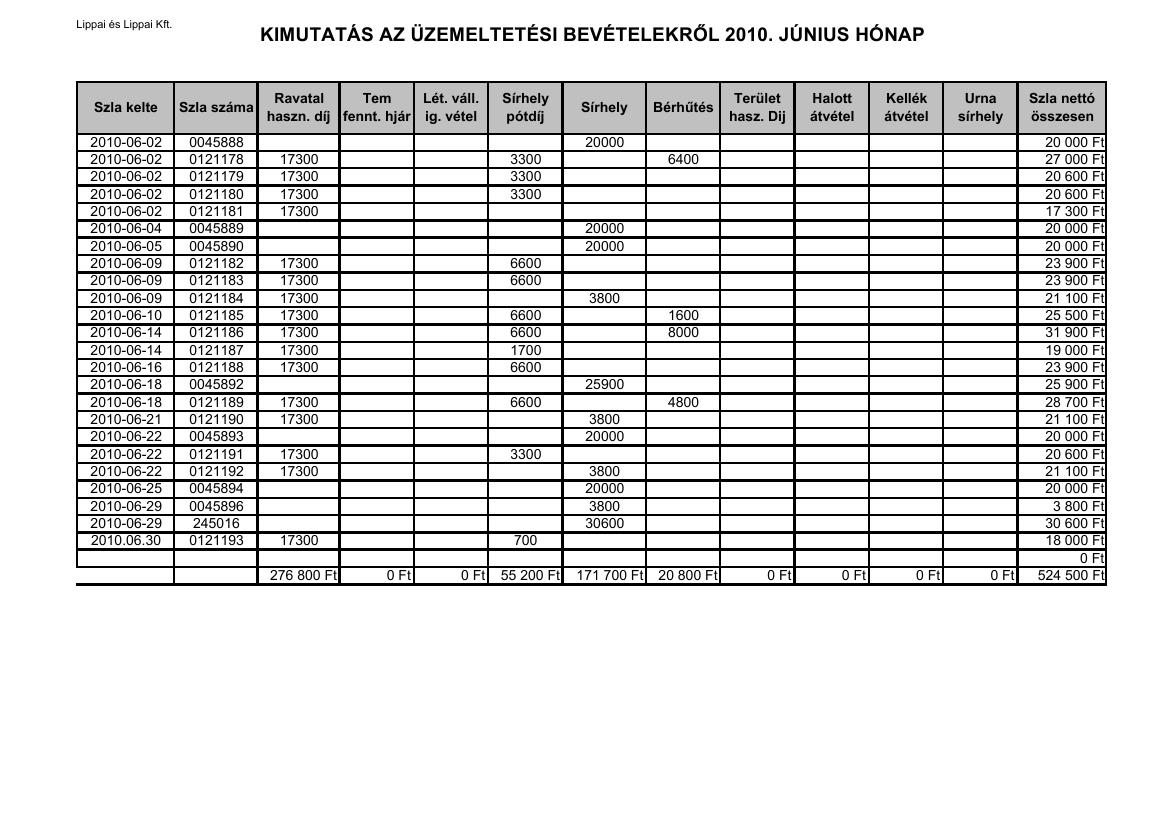 Lippai és Lippai Kft.
KIMUTATÁS AZ ÜZEMELTETÉSI BEVÉTELEKRŐL 2010. JÚNIUS HÓNAP
Szla kelte Szla száma Ravatal haszn. díj Tem fennt. hjár Lét. váll. ig. vétel Sírhely pótdíj Sírhely Bérhűtés Terület hasz. Dij Halott átvétel Kellék átvétel Urna sírhely Szla nettó összesen
2010-06-02 0045888 20000 20 000 Ft
2010-06-02 0121178 17300 3300 6400 27 000 Ft
2010-06-02 0121179 17300 3300 20 600 Ft
2010-06-02 0121180 17300 3300 20 600 Ft
2010-06-02 0121181 17300 17 300 Ft
2010-06-04 0045889 20000 20 000 Ft
2010-06-05 0045890 20000 20 000 Ft
2010-06-09 0121182 17300 6600 23 900 Ft
2010-06-09 0121183 17300 6600 23 900 Ft
2010-06-09 0121184 17300 3800 21 100 Ft
2010-06-10 0121185 17300 6600 1600 25 500 Ft
2010-06-14 0121186 17300 6600 8000 31 900 Ft
2010-06-14 0121187 17300 1700 19 000 Ft
2010-06-16 0121188 17300 6600 23 900 Ft
2010-06-18 0045892 25900 25 900 Ft
2010-06-18 0121189 17300 6600 4800 28 700 Ft
2010-06-21 0121190 17300 3800 21 100 Ft
2010-06-22 0045893 20000 20 000 Ft
2010-06-22 0121191 17300 3300 20 600 Ft
2010-06-22 0121192 17300 3800 21 100 Ft
2010-06-25 0045894 20000 20 000 Ft
2010-06-29 0045896 3800 3 800 Ft
2010-06-29 245016 30600 30 600 Ft
2010.06.30 0121193 17300 700 18 000 Ft
0 Ft
276 800 Ft 0 Ft 0 Ft 55 200 Ft 171 700 Ft 20 800 Ft 0 Ft 0 Ft 0 Ft 0 Ft 524 500 Ft